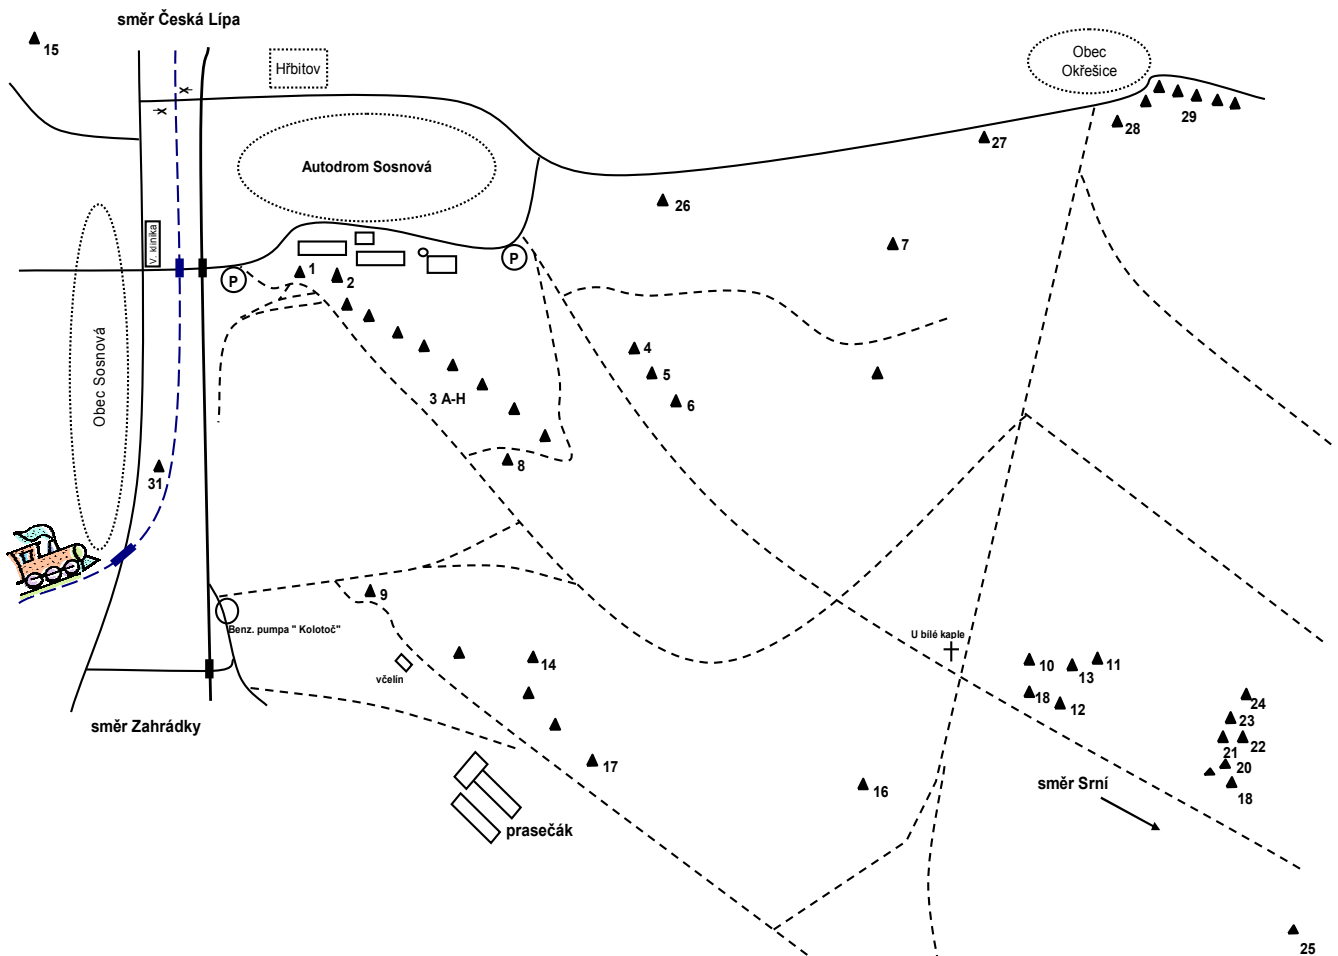 směr Česká Lípa
15
Hřbitov
Obec
Okřešice
29
28
27
Autodrom Sosnová
26
V. klinika
7
P
P
1
2
Obec Sosnová
4
5
6
3 A-H
8
31
9
Benz. pumpa " Kolotoč"
U bílé kaple
14
včelín
10
11
13
18
12
24
23
21
22
20
18
směr Zahrádky
17
16
směr Srní
prasečák
25